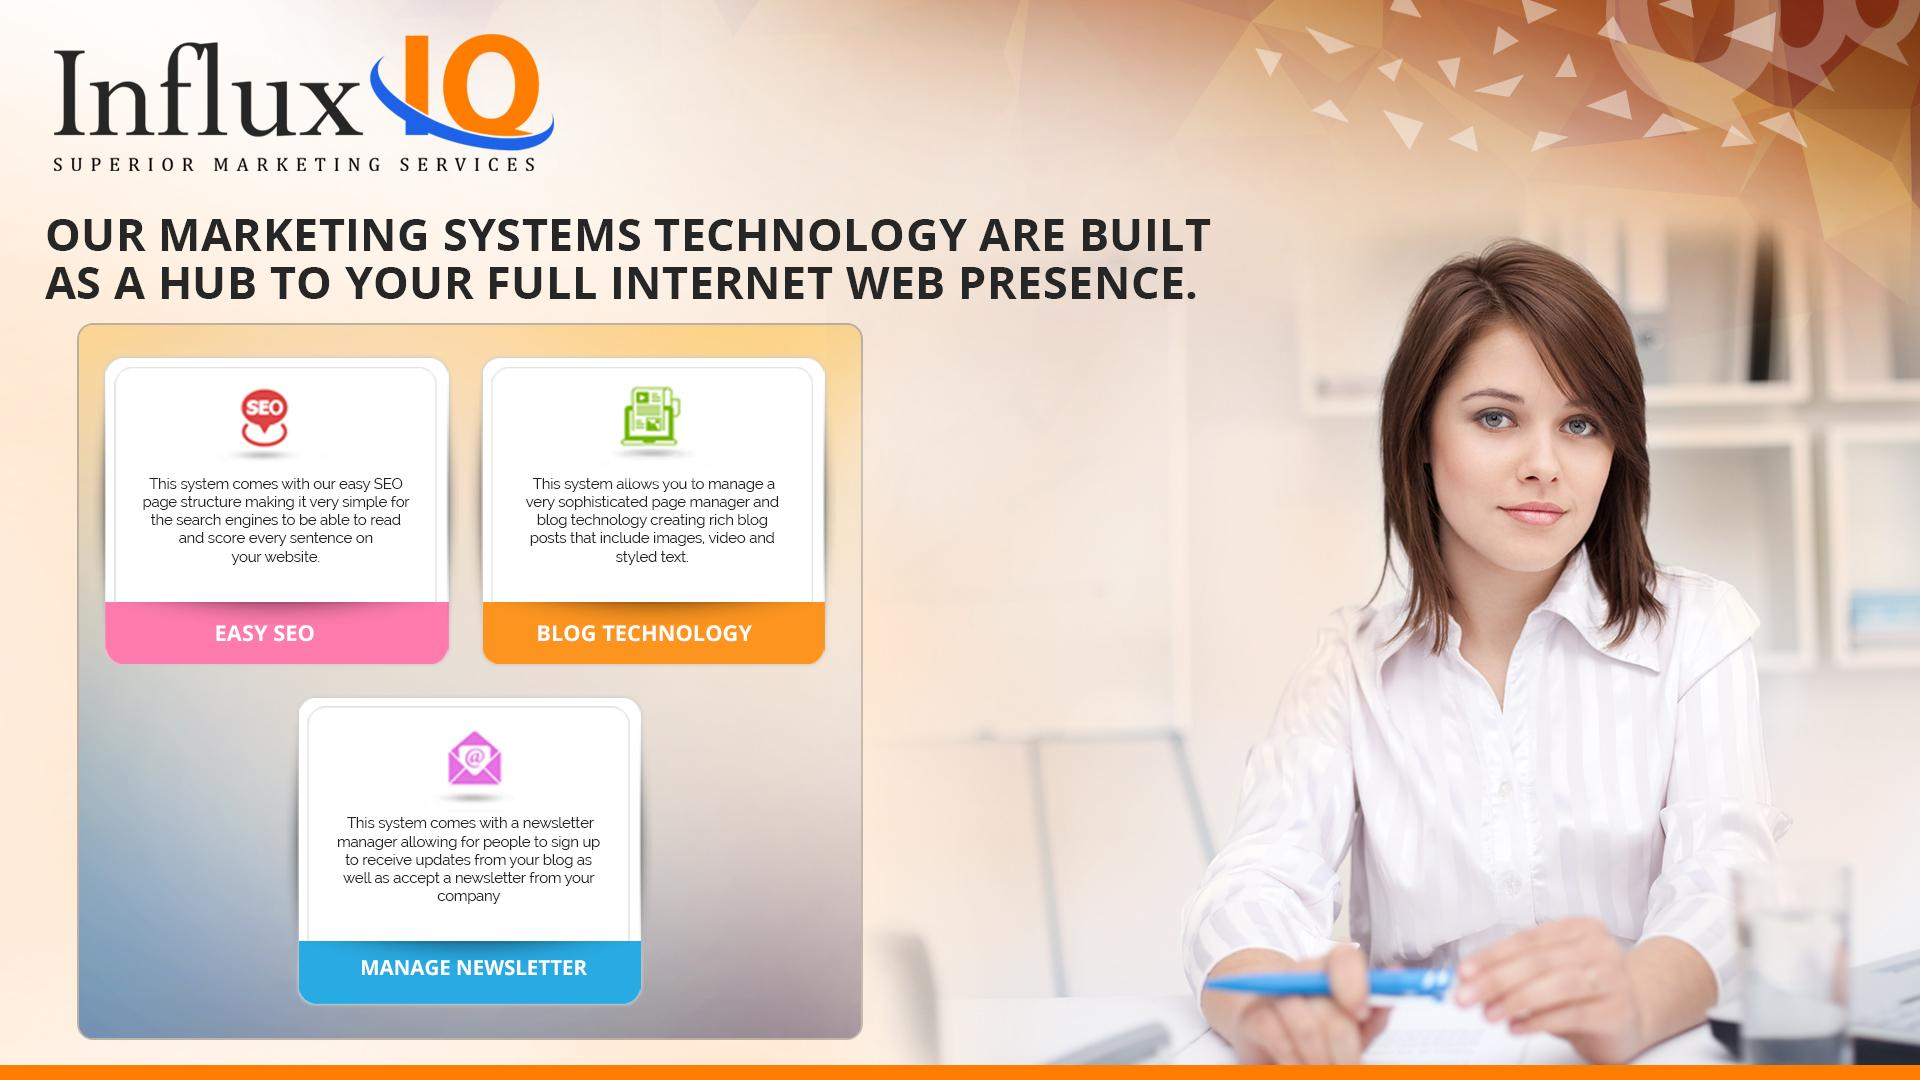 Influx IQ
SUPERIOR MARKETING SERVICES
OUR MARKETING SYSTEMS TECHNOLOGY ARE BUILT
AS A HUB TO YOUR FULL INTERNET WEB PRESENCE.
SEO
This system comes with our easy SEO
page structure making it very simple for
the search engines to be able to read
and score every sentence on
your website.
EASY SEO
This system allows you to manage a
very sophisticated page manager and
blog technology creating rich blog
posts that include images, video and
styled text.
BLOG TECHNOLOGY
@
This system comes with a newsletter
manager allowing for people to sign up
to receive updates from your blog as
well as accept a newsletter from your
company
MANAGE NEWSLETTER